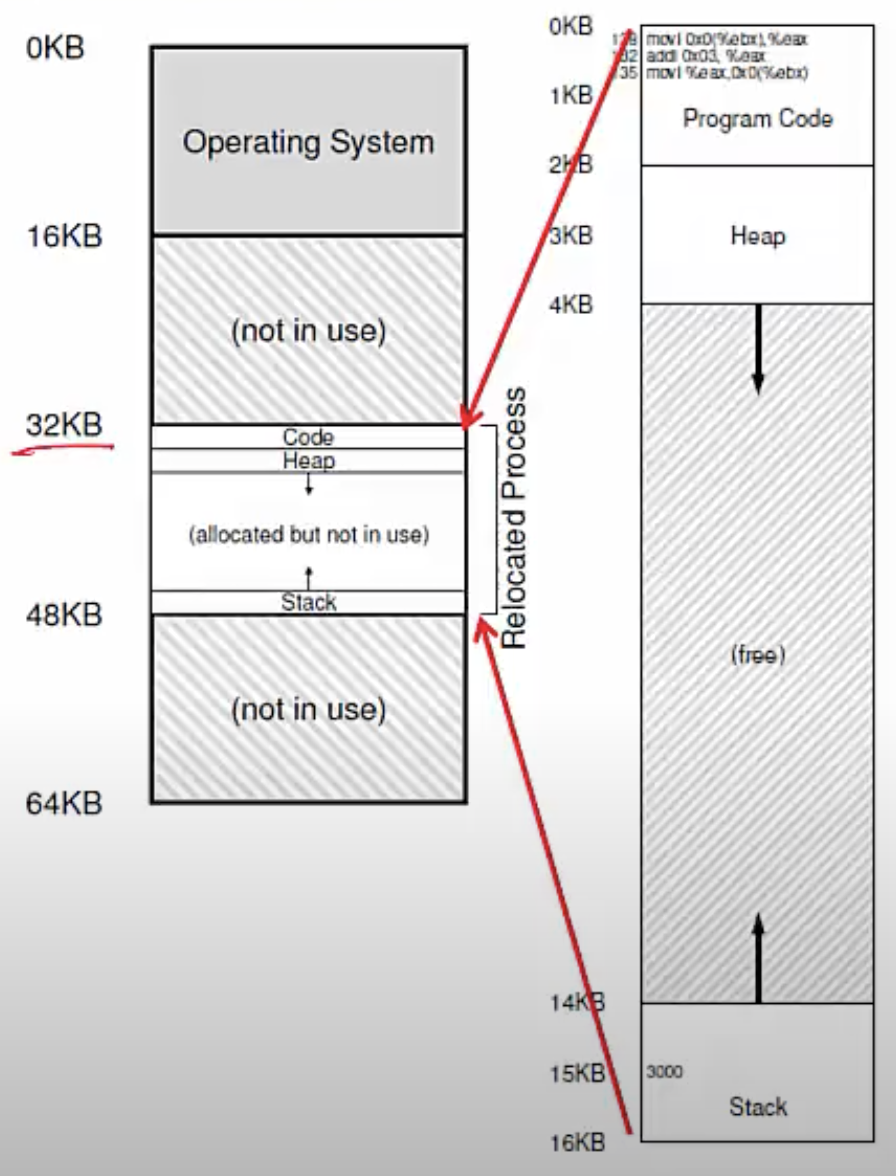 0KB
Operating System
16KB
(not in use)
32KB
Code
Heap
(allocated but not in use)
Stack
48KB
(not in use)
64KB
Relocated Process
0KB
movl 0x0(%ebx),%eax
addl 0x03, %eax
135 movl %eax,0x0(%ebx)
1KB
Program Code
2KB
3KB
Heap
4KB
(free)
14KB
15KB
3000
Stack
16KB